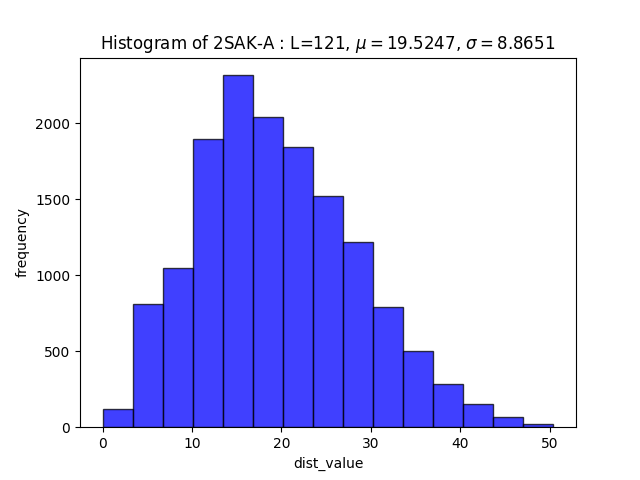 Histogram of 2SAK-A : L=121, μ = 19.5247, σ = 8.8651
2000
1500
1000
500
0
frequency
0 10 20 30 40 50
dist_value